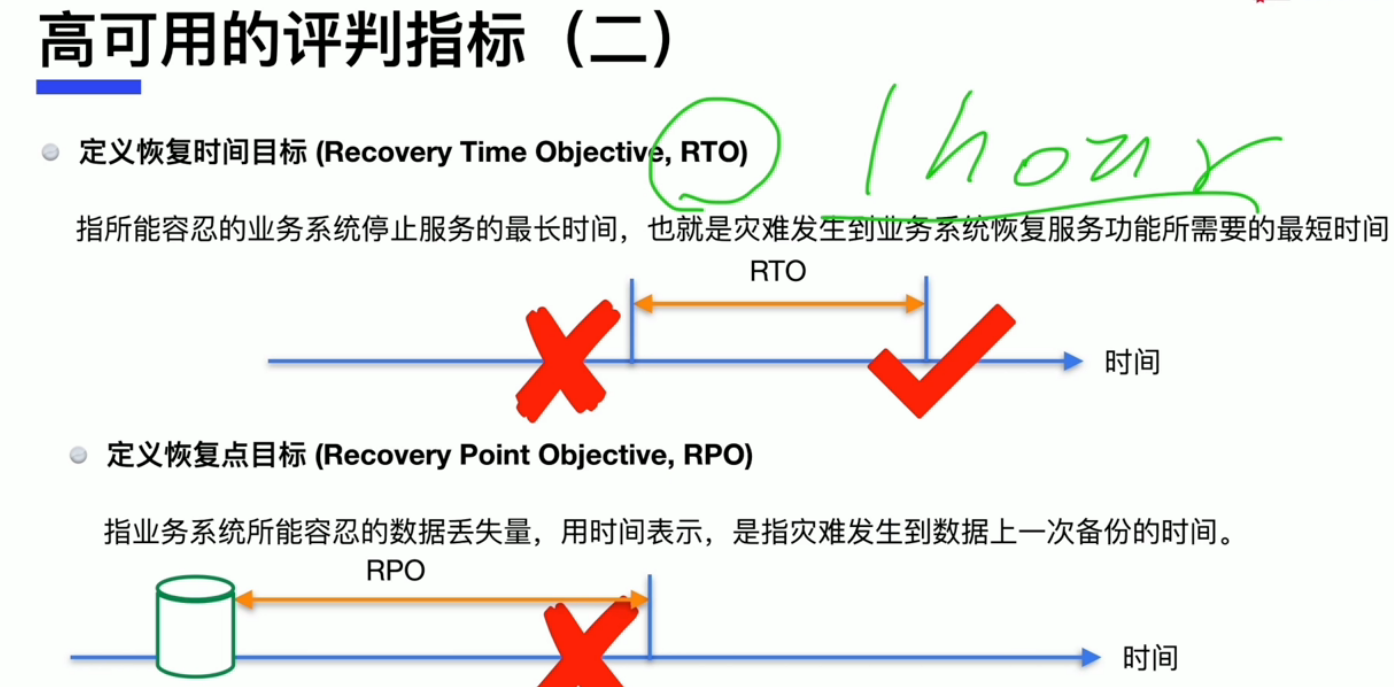 高可用的评判指标（二）
1 hour
定义恢复时间目标 (Recovery Time Objective, RTO)
指所能容忍的业务系统停止服务的最长时间，也就是灾难发生到业务系统恢复服务功能所需要的最短时间
RTO
时间
定义恢复点目标 (Recovery Point Objective, RPO)
指业务系统所能容忍的数据丢失量，用时间表示，是指灾难发生到数据上一次备份的时间。
RPO
时间